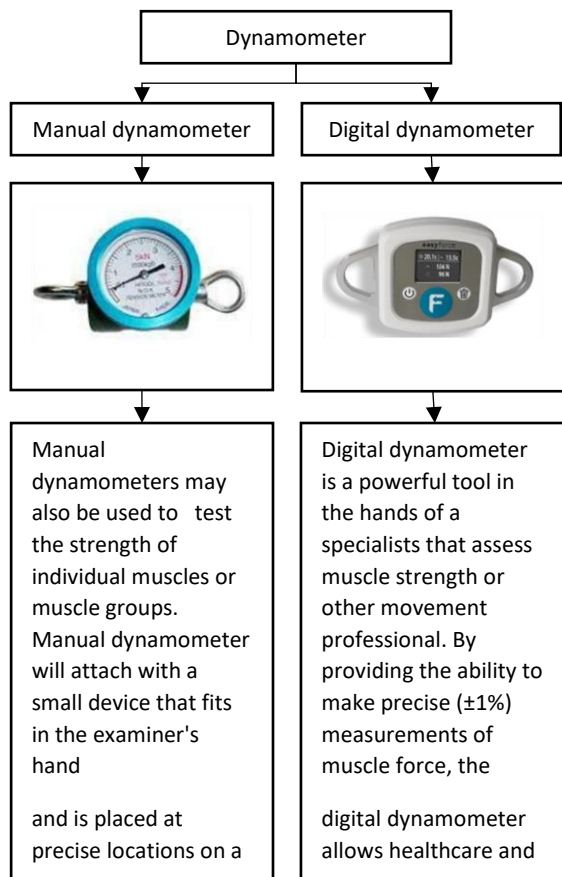 Dynamometer
Manual dynamometer
Digital dynamometer
5kN
easyforce
F
Manual
dynamometers may
also be used to test
the strength of
individual muscles or
muscle groups.
Manual dynamometer
will attach with a
small device that fits
in the examiner's
hand
and is placed at
precise locations on a
Digital dynamometer
is a powerful tool in
the hands of a
specialists that assess
muscle strength or
other movement
professional. By
providing the ability to
make precise (±1%)
measurements of
muscle force, the
digital dynamometer
allows healthcare and